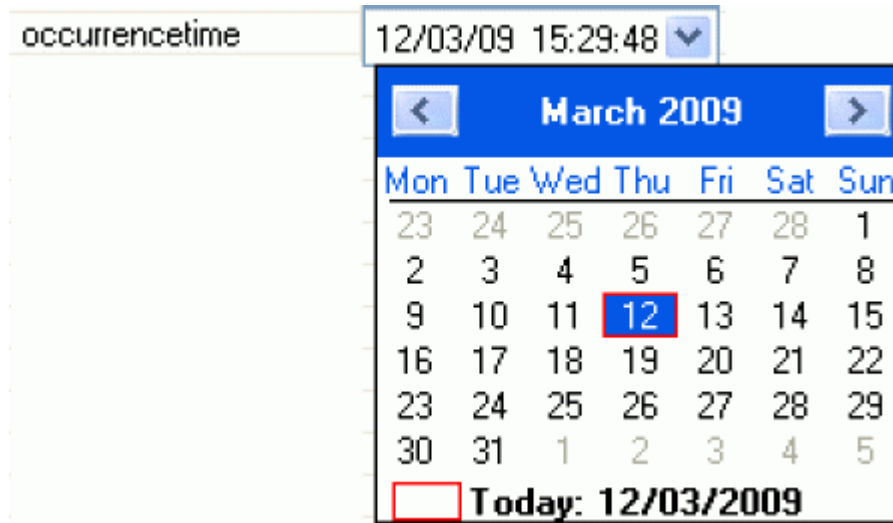 occurrencetime 12/03/09 15:29:48
March 2009
Mon Tue Wed Thu Fri Sat Sun
23 24 25 26 27 28 1
2 3 4 5 6 7 8
9 10 11 12 13 14 15
16 17 18 19 20 21 22
23 24 25 26 27 28 29
30 31 1 2 3 4 5
Today: 12/03/2009